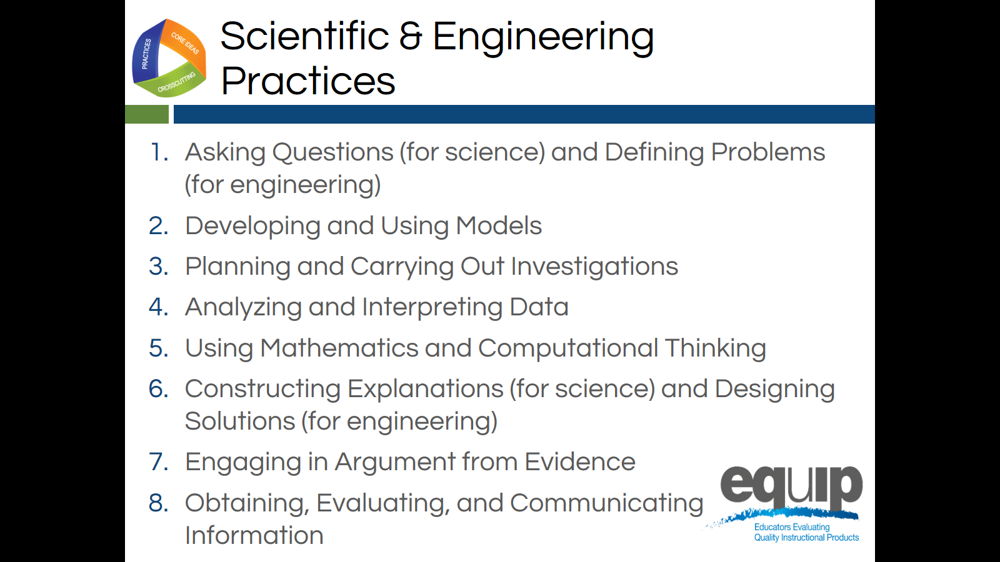 PRACTICES
CORE IDEAS
CROSSCUTTING
Scientific & Engineering
Practices
1. Asking Questions (for science) and Defining Problems
(for engineering)
2. Developing and Using Models
3. Planning and Carrying Out Investigations
4. Analyzing and Interpreting Data
5. Using Mathematics and Computational Thinking
6. Constructing Explanations (for science) and Designing
Solutions (for engineering)
7. Engaging in Argument from Evidence
8. Obtaining, Evaluating, and Communicating
Information
equip
Educators Evaluating
Quality Instructional Products